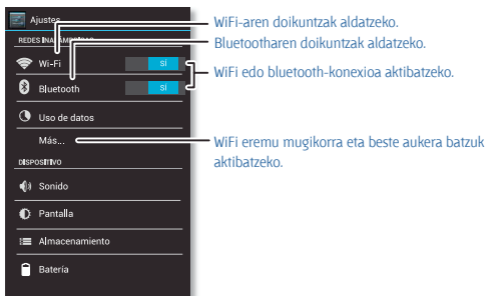 Ajustes
WiFi-aren doikuntzak aldatzeko.
REDES INALÁMBRICAS
Bluetootharen doikuntzak aldatzeko.
Wi-Fi SÍ
WiFi edo bluetooth-konexioa aktibatzeko.
Bluetooth SÍ
Uso de datos
Más...
WiFi eremu mugikorra eta beste aukera batzuk
aktibatzeko.
DISPOSITIVO
Sonido
Pantalla
Almacenamiento
Batería